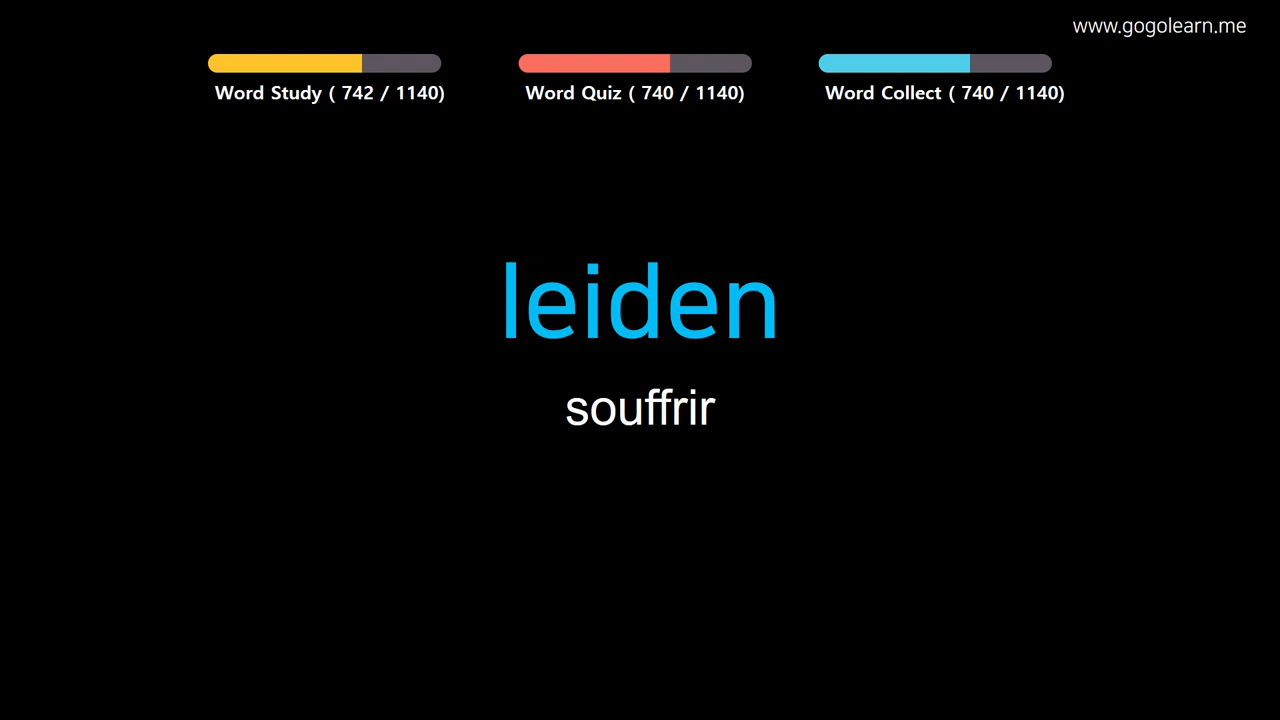 www.gogolearn.me
Word Study ( 742 / 1140)
Word Quiz ( 740 / 1140)
Word Collect ( 740 / 1140)
leiden
souffrir